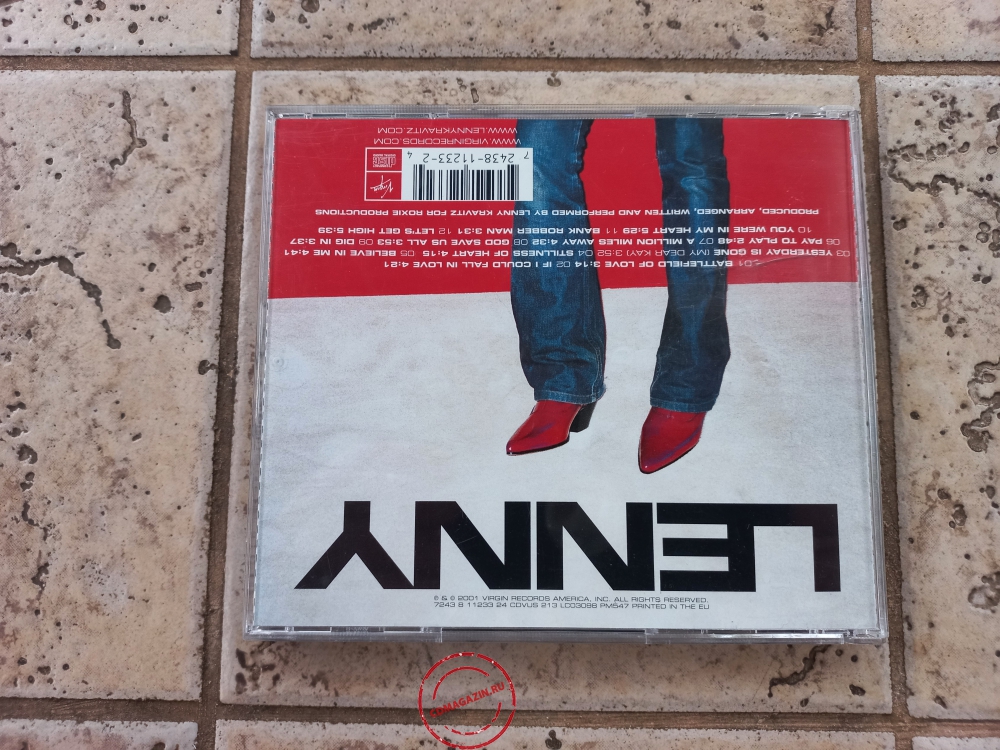 LENNY
01 BATTLEFIELD OF LOVE 3:14 02 IF I COULD FALL IN LOVE 4:21
03 YESTERDAY IS GONE (MY DEAR KAY) 3:52 04 STILLNESS OF HEART 4:15 05 BELIEVE IN ME 4:41
06 PAY TO PLAY 2:48 07 A MILLION MILES AWAY 4:32 08 GOD SAVE US ALL 3:53 09 DID IN 3:37
10 YOU WERE IN MY HEART 5:29 11 BANK ROBBER MAN 3:31 12 LET'S GET HIGH 5:39
PRODUCED, ARRANGED, WRITTEN AND PERFORMED BY LENNY KRAVITZ FOR ROXIE PRODUCTIONS
Virgin
7 2438-11233-2 4
WWW.VIRGINRECORDS.COM
WWW.LENNYKRAVITZ.COM
℗ & © 2001 VIRGIN RECORDS AMERICA, INC. ALL RIGHTS RESERVED.
7243 8 11233 24 CDVUS 213 LC03098 PM547 PRINTED IN THE EU
CDMAGAZIN.RU